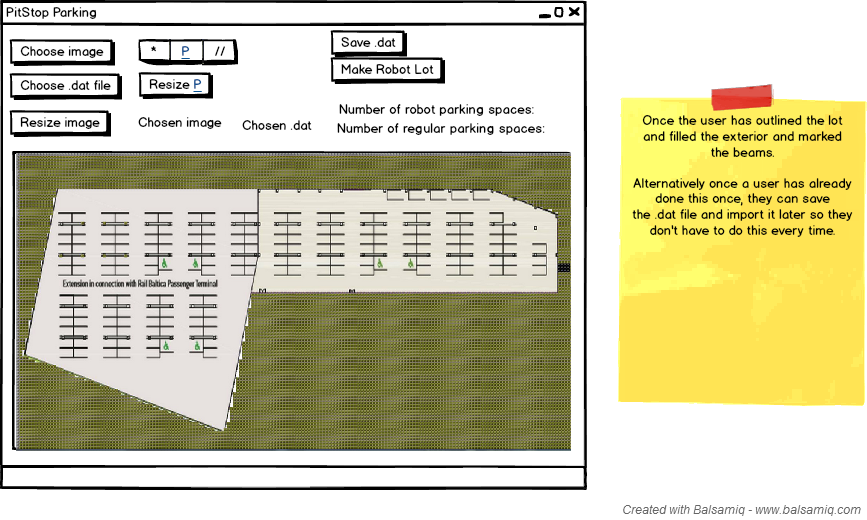 PitStop Parking
Choose image
* P //
Save .dat
Make Robot Lot
Choose .dat file
Resize P
Resize image
Chosen image
Chosen .dat
Number of robot parking spaces:
Number of regular parking spaces:
Extension in connection with Rail Baltica Passenger Terminal
Once the user has outlined the lot
and filled the exterior and marked
the beams.
Alternatively once a user has already
done this once, they can save
the .dat file and import it later so they
don't have to do this every time.
Created with Balsamiq - www.balsamiq.com